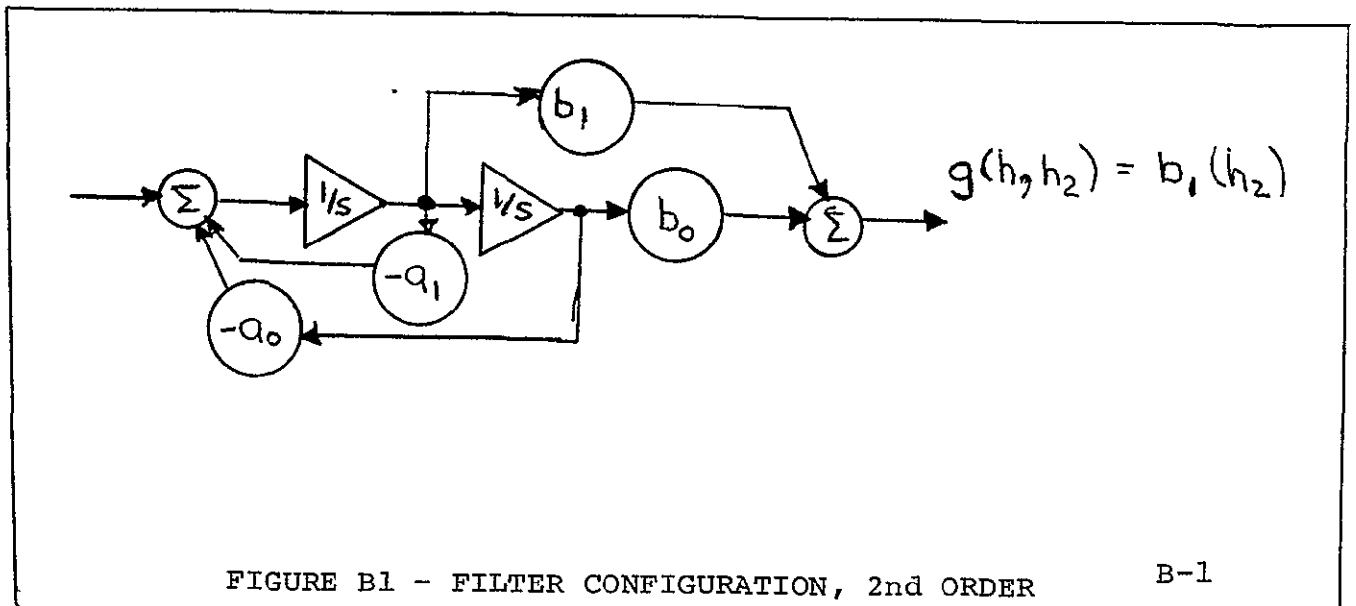 b₁
g(h, h₂) = b₁(h₂)
Σ
1/s
1/s
b₀
Σ
-a₁
-a₀
FIGURE B1 - FILTER CONFIGURATION, 2nd ORDER
B-1